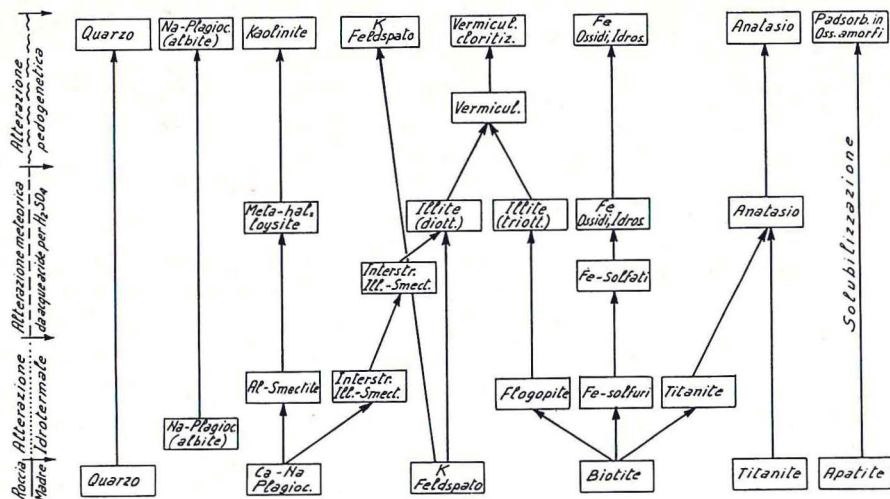 Alterazione
pedogenetica
Alterazione meteorica
da acque acide per H₂SO₄
Alterazione
Idrotermale
Roccia
Madre
Quarzo
Na-Plagioc.
(albite)
Kaolinite
K
Feldspato
Vermicul.
cloritiz.
Fe
Ossidi, Idros.
Anatasio
P adsorb. in
Oss. amorfi
Vermicul.
Meta-hal.
loysite
Illite
(diott.)
Illite
(triott.)
Fe
Ossidi, Idros.
Anatasio
Solubilizzazione
Interstr.
Ill.-Smect.
Fe-Solfati
Al-Smectite
Interstr.
Ill.-Smect.
Flogopite
Fe-solfuri
Titanite
Na-Plagioc.
(albite)
Quarzo
Ca-Na
Plagioc.
K
Feldspato
Biotite
Titanite
Apatite